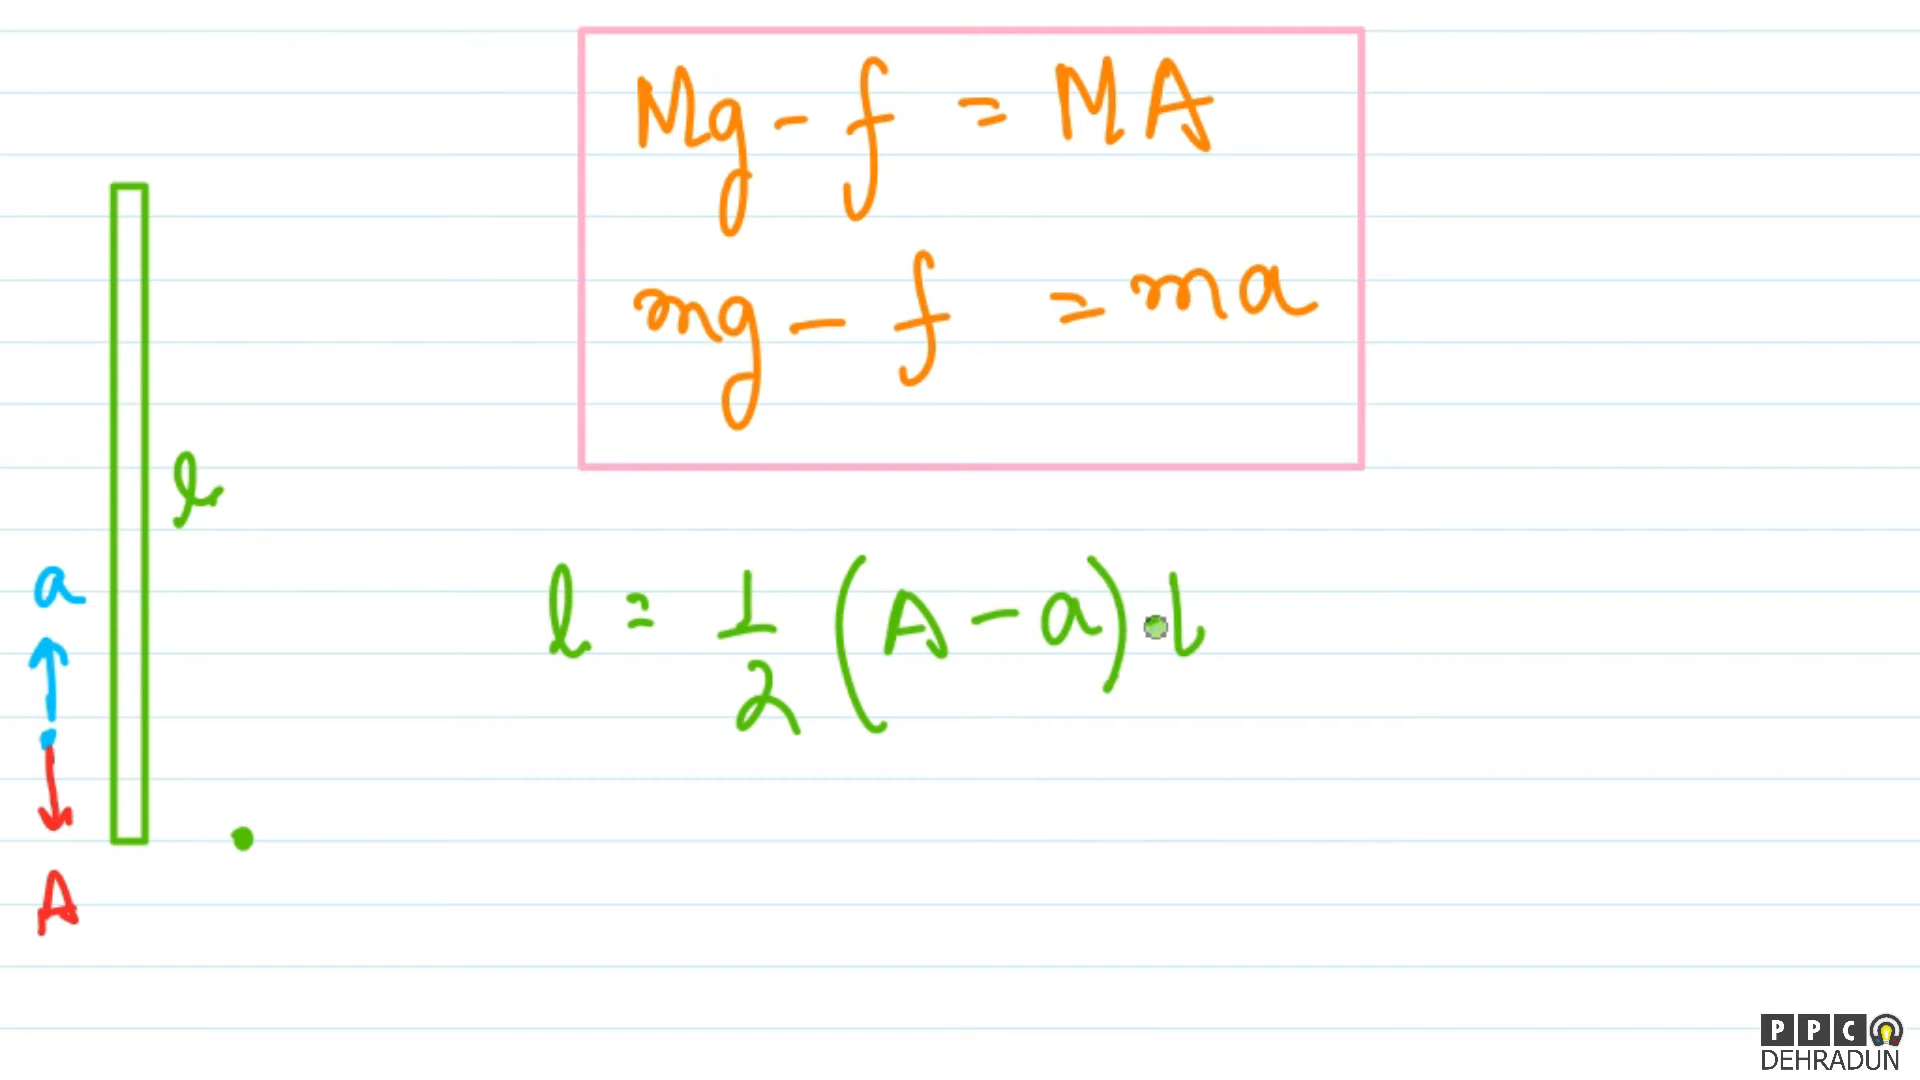 Mg - f = MA
mg - f = ma
l
a
l = 1/2 (A - a) t
A
PPC
DEHRADUN